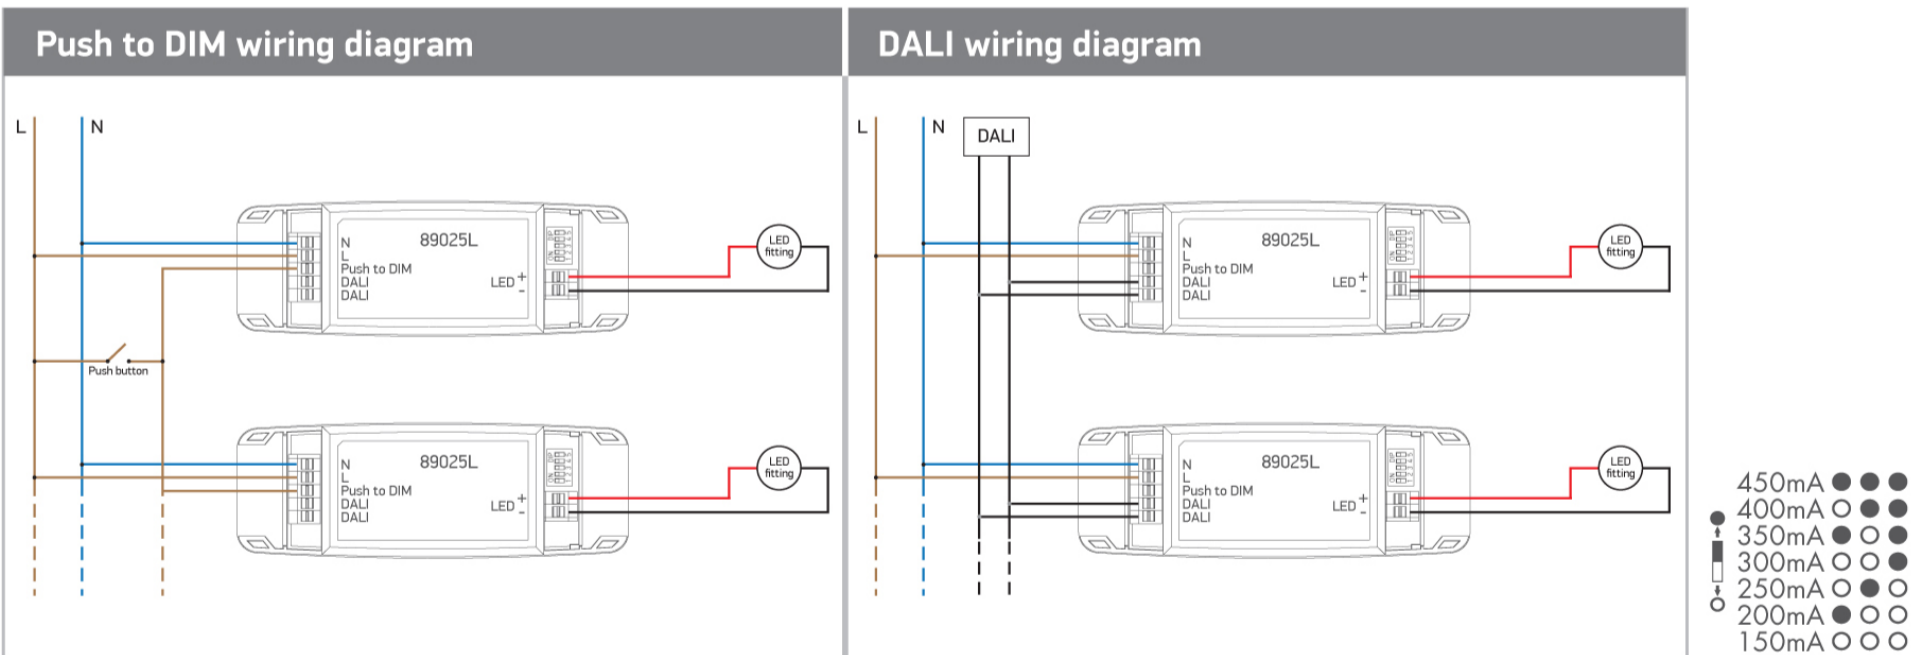 Push to DIM wiring diagram
L
N
N
L
Push to DIM
DALI
DALI
89025L
LED
+
-
LED
fitting
Push button
N
L
Push to DIM
DALI
DALI
89025L
LED
+
-
LED
fitting
DALI wiring diagram
L
N
DALI
N
L
Push to DIM
DALI
DALI
89025L
LED
+
-
LED
fitting
N
L
Push to DIM
DALI
DALI
89025L
LED
+
-
LED
fitting
450mA
400mA
350mA
300mA
250mA
200mA
150mA